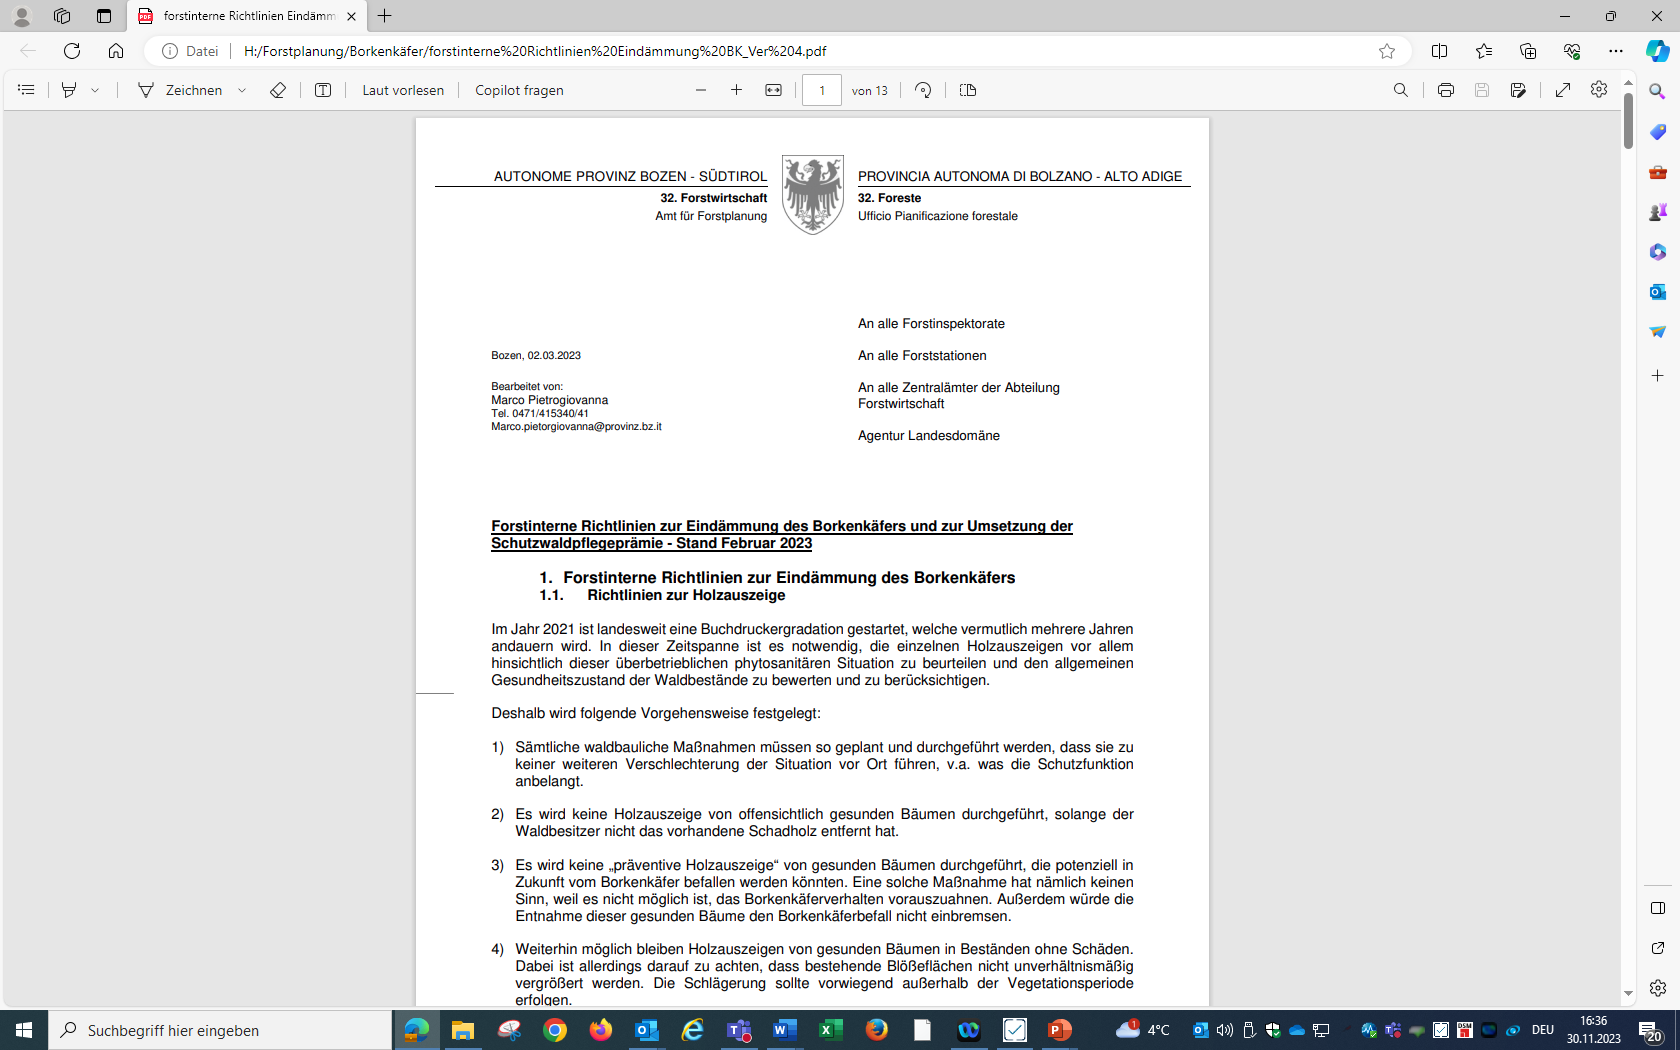 forstinterne Richtlinien Eindämm
Datei
H:/Forstplanung/Borkenkäfer/forstinterne%20Richtlinien%20Eindämmung%20BK_Ver%204.pdf
Zeichnen
Laut vorlesen
Copilot fragen
1
von 13
AUTONOME PROVINZ BOZEN - SÜDTIROL
PROVINCIA AUTONOMA DI BOLZANO - ALTO ADIGE
32. Forstwirtschaft
32. Foreste
Amt für Forstplanung
Ufficio Pianificazione forestale
An alle Forstinspektorate
Bozen, 02.03.2023
An alle Forststationen
Bearbeitet von:
Marco Pietrogiovanna
Tel. 0471/415340/41
Marco.pietorgiovanna@provinz.bz.it
An alle Zentralämter der Abteilung
Forstwirtschaft
Agentur Landesdomäne
Forstinterne Richtlinien zur Eindämmung des Borkenkäfers und zur Umsetzung der
Schutzwaldpflegeprämie - Stand Februar 2023
1. Forstinterne Richtlinien zur Eindämmung des Borkenkäfers
1.1. Richtlinien zur Holzauszeige
Im Jahr 2021 ist landesweit eine Buchdruckergradation gestartet, welche vermutlich mehrere Jahren
andauern wird. In dieser Zeitspanne ist es notwendig, die einzelnen Holzauszeigen vor allem
hinsichtlich dieser überbetrieblichen phytosanitären Situation zu beurteilen und den allgemeinen
Gesundheitszustand der Waldbestände zu bewerten und zu berücksichtigen.
Deshalb wird folgende Vorgehensweise festgelegt:
1) Sämtliche waldbauliche Maßnahmen müssen so geplant und durchgeführt werden, dass sie zu
keiner weiteren Verschlechterung der Situation vor Ort führen, v.a. was die Schutzfunktion
anbelangt.
2) Es wird keine Holzauszeige von offensichtlich gesunden Bäumen durchgeführt, solange der
Waldbesitzer nicht das vorhandene Schadholz entfernt hat.
3) Es wird keine „präventive Holzauszeige“ von gesunden Bäumen durchgeführt, die potenziell in
Zukunft vom Borkenkäfer befallen werden könnten. Eine solche Maßnahme hat nämlich keinen
Sinn, weil es nicht möglich ist, das Borkenkäferverhalten vorauszuahnen. Außerdem würde die
Entnahme dieser gesunden Bäume den Borkenkäferbefall nicht einbremsen.
4) Weiterhin möglich bleiben Holzauszeigen von gesunden Bäumen in Beständen ohne Schäden.
Dabei ist allerdings darauf zu achten, dass bestehende Blößeflächen nicht unverhältnismäßig
vergrößert werden. Die Schlägerung sollte vorwiegend außerhalb der Vegetationsperiode
erfolgen.
Suchbegriff hier eingeben
1
4°C
DEU
16:36
30.11.2023
20